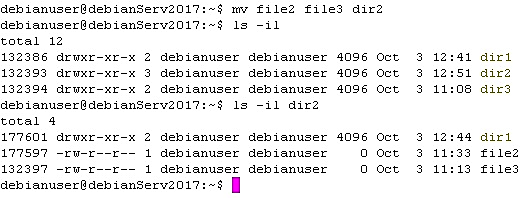 debianuser@debianServ2017:~$ mv file2 file3 dir2
debianuser@debianServ2017:~$ ls -il
total 12
132386 drwxr-xr-x 2 debianuser debianuser 4096 Oct  3 12:41 dir1
132393 drwxr-xr-x 3 debianuser debianuser 4096 Oct  3 12:51 dir2
132394 drwxr-xr-x 2 debianuser debianuser 4096 Oct  3 11:08 dir3
debianuser@debianServ2017:~$ ls -il dir2
total 4
177601 drwxr-xr-x 2 debianuser debianuser 4096 Oct  3 12:44 dir1
177597 -rw-r--r-- 1 debianuser debianuser    0 Oct  3 11:33 file2
132397 -rw-r--r-- 1 debianuser debianuser    0 Oct  3 11:13 file3
debianuser@debianServ2017:~$